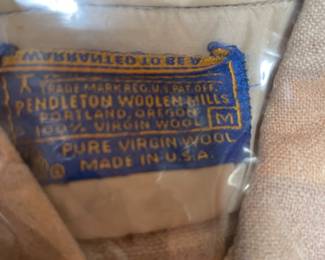 WARRANTED TO BE A
TRADE MARK REG. U.S. PAT. OFF.
PENDLETON WOOLEN MILLS
PORTLAND, OREGON
100% VIRGIN WOOL
M
PURE VIRGIN WOOL
MADE IN U.S.A.